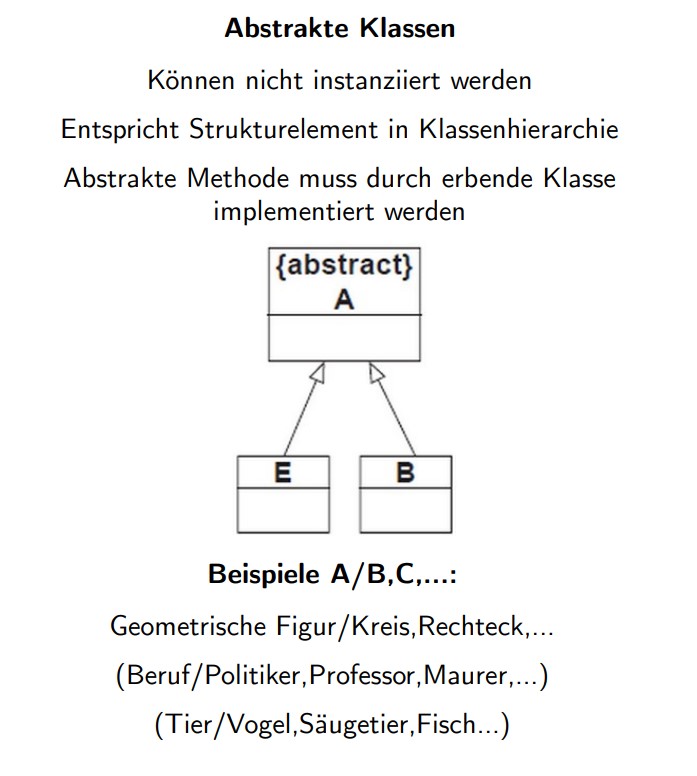 Abstrakte Klassen
Können nicht instanziiert werden
Entspricht Strukturelement in Klassenhierarchie
Abstrakte Methode muss durch erbende Klasse
implementiert werden
{abstract}
A
E
B
Beispiele A/B,C,...:
Geometrische Figur/Kreis,Rechteck,...
(Beruf/Politiker,Professor,Maurer,...)
(Tier/Vogel,Säugetier,Fisch...)